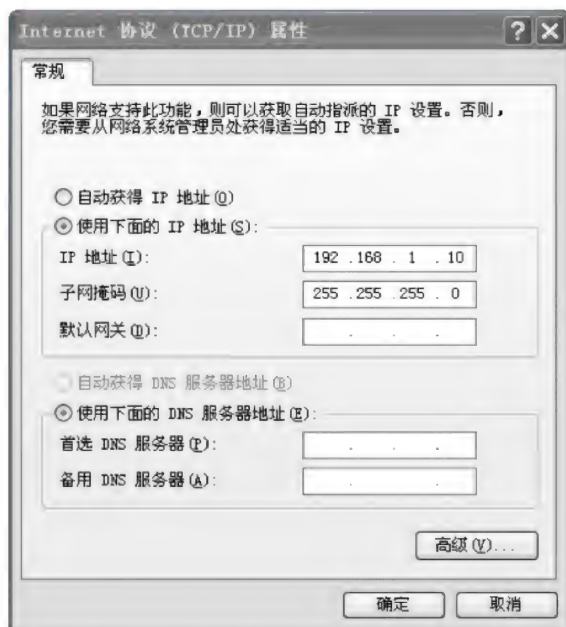 Internet 协议 (TCP/IP) 属性
常规
如果网络支持此功能，则可以获取自动指派的 IP 设置。否则，
您需要从网络系统管理员处获得适当的 IP 设置。
自动获得 IP 地址(O)
使用下面的 IP 地址(S):
IP 地址(I): 192 .168 . 1 . 10
子网掩码(U): 255 .255 .255 . 0
默认网关(D): . . .
自动获得 DNS 服务器地址(B)
使用下面的 DNS 服务器地址(E):
首选 DNS 服务器(P): . . .
备用 DNS 服务器(A): . . .
高级(V)...
确定 取消